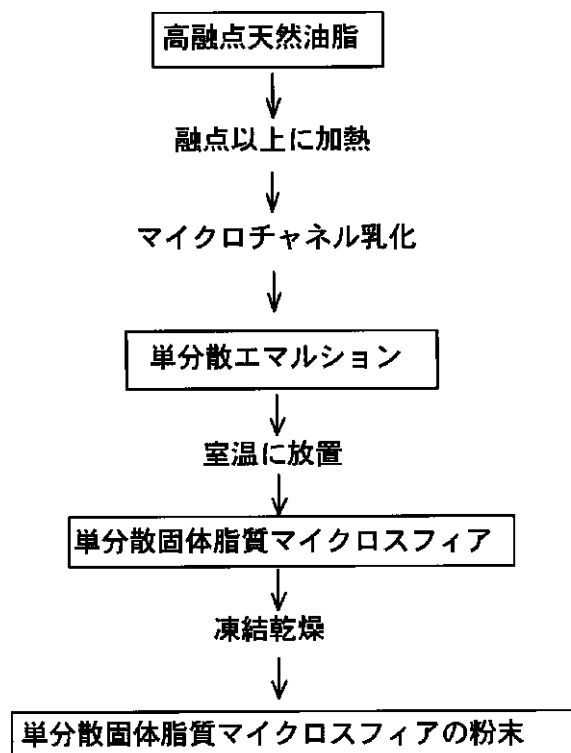 高融点天然油脂
融点以上に加熱
マイクロチャネル乳化
単分散エマルション
室温に放置
単分散固体脂質マイクロスフィア
凍結乾燥
単分散固体脂質マイクロスフィアの粉末